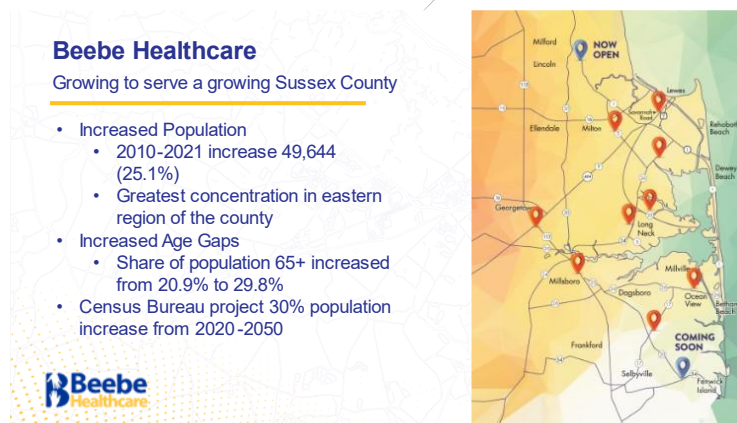 Beebe Healthcare
Growing to serve a growing Sussex County
• Increased Population
• 2010-2021 increase 49,644
(25.1%)
• Greatest concentration in eastern
region of the county
• Increased Age Gaps
• Share of population 65+ increased
from 20.9% to 29.8%
• Census Bureau project 30% population
increase from 2020-2050
Beebe
Healthcare
Milford
NOW
OPEN
Lincoln
Lewes
Savannah
Road
Ellendale
Milton
Rehoboth
Beach
Dewey
Beach
Georgetown
Long
Neck
Millsboro
Millville
Dagsboro
Ocean
View
Bethany
Beach
Frankford
COMING
SOON
Selbyville
Fenwick
Island